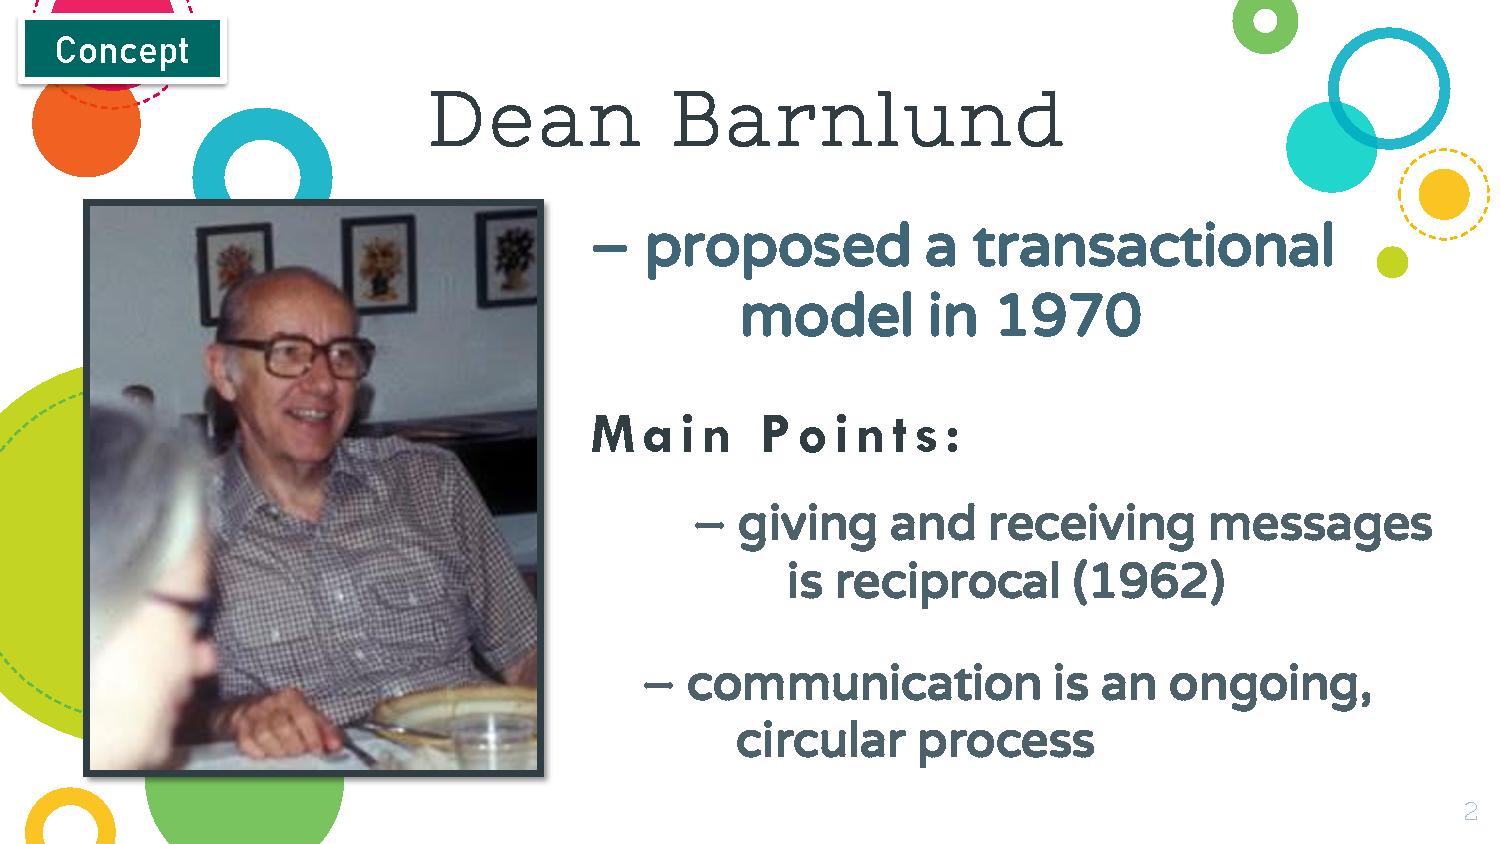 Concept
Dean Barnlund
– proposed a transactional
model in 1970
Main Points:
– giving and receiving messages
is reciprocal (1962)
– communication is an ongoing,
circular process
2